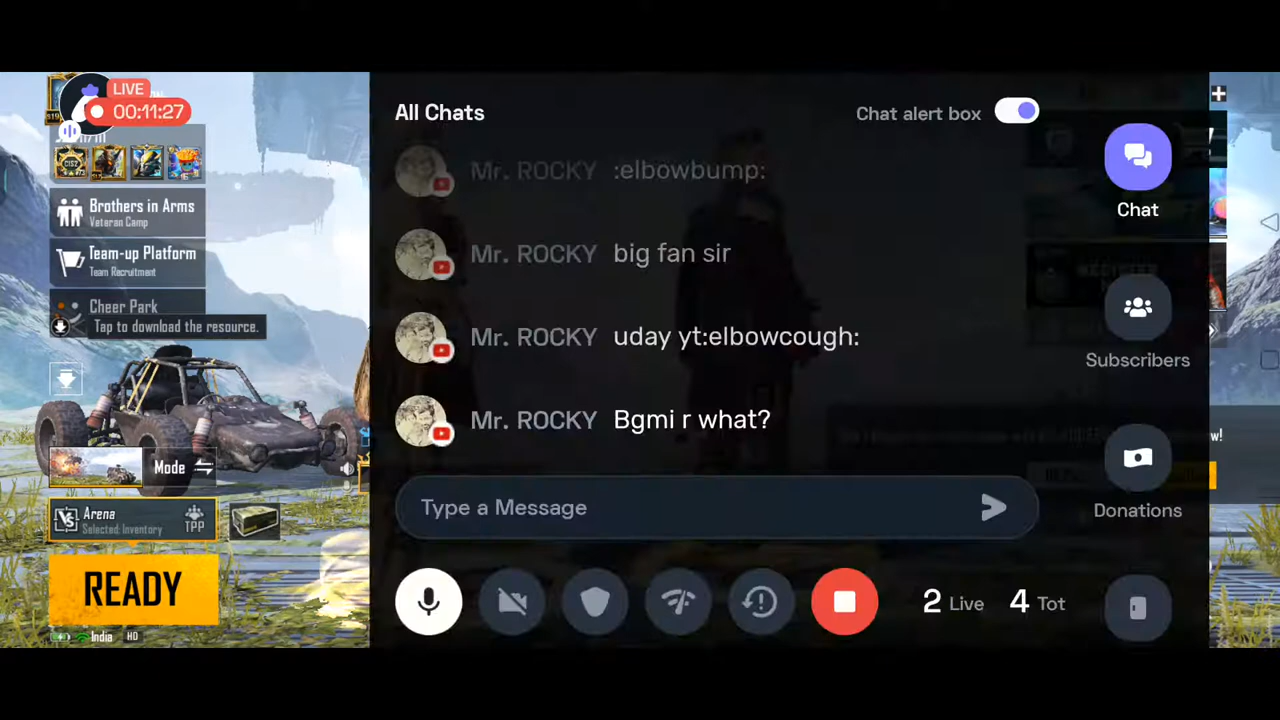 LIVE
00:11:27
Brothers in Arms
Veteran Camp
Team-up Platform
Team Recruitment
Cheer Park
Tap to download the resource.
Mode
Arena
Selected: Inventory
TPP
READY
India
HD
All Chats
Chat alert box
Mr. ROCKY :elbowbump:
Mr. ROCKY big fan sir
Mr. ROCKY uday yt:elbowcough:
Mr. ROCKY Bgmi r what?
Type a Message
2 Live 4 Tot
Chat
Subscribers
Donations